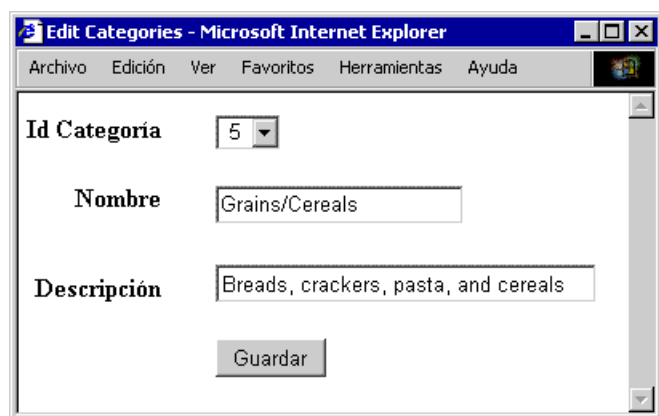 Edit Categories - Microsoft Internet Explorer
Archivo Edición Ver Favoritos Herramientas Ayuda
Id Categoría 5
Nombre Grains/Cereals
Descripción Breads, crackers, pasta, and cereals
Guardar